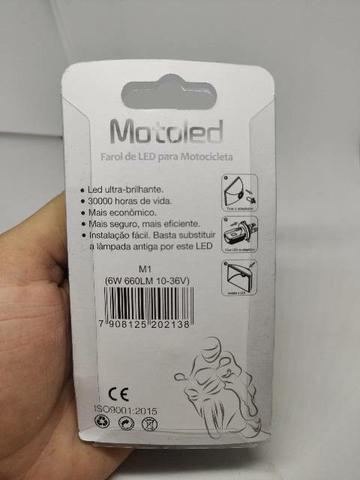 Motoled
Farol de LED para Motocicleta
• Led ultra-brilhante.
• 30000 horas de vida.
• Mais econômico.
• Mais seguro, mais eficiente.
• Instalação fácil. Basta substituir
a lâmpada antiga por este LED
M1
(6W 660LM 10-36V)
7 908125 202138
CE
ISO9001:2015